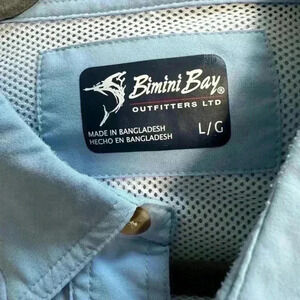 Bimini Bay®
OUTFITTERS LTD
MADE IN BANGLADESH
HECHO EN BANGLADESH
L/G